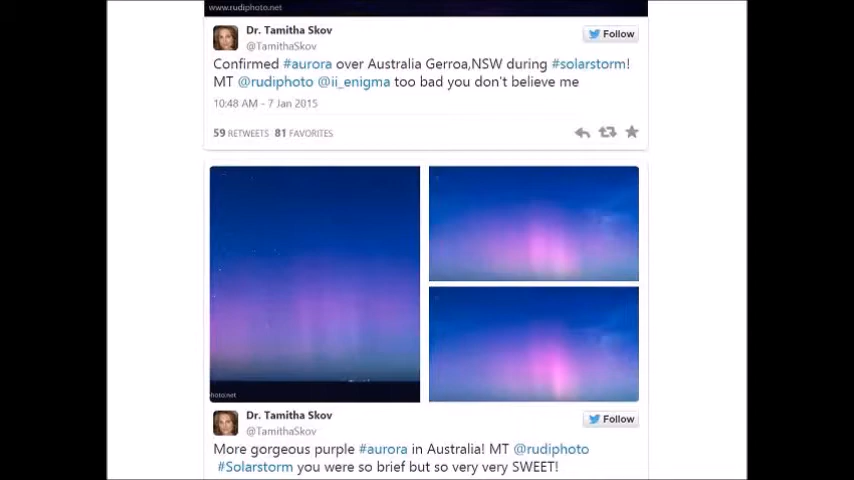 www.rudiphoto.net
Dr. Tamitha Skov
@TamithaSkov
Follow
Confirmed #aurora over Australia Gerroa,NSW during #solarstorm!
MT @rudiphoto @ii_enigma too bad you don't believe me
10:48 AM - 7 Jan 2015
59 RETWEETS 81 FAVORITES
hoto.net
Dr. Tamitha Skov
@TamithaSkov
Follow
More gorgeous purple #aurora in Australia! MT @rudiphoto
#Solarstorm you were so brief but so very very SWEET!